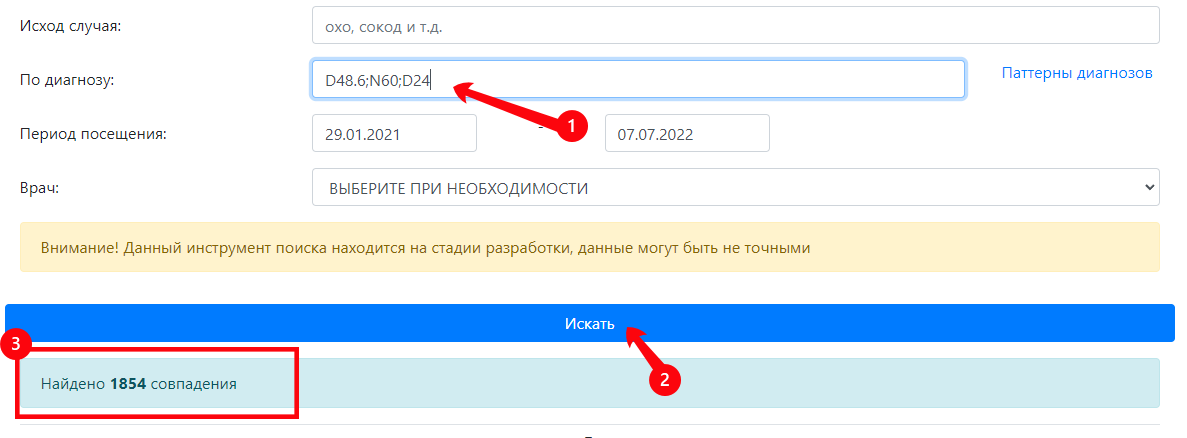 Исход случая: охо, сокод и т.д.
По диагнозу: D48.6;N60;D24 Паттерны диагнозов
1
Период посещения: 29.01.2021 - 07.07.2022
Врач: ВЫБЕРИТЕ ПРИ НЕОБХОДИМОСТИ
Внимание! Данный инструмент поиска находится на стадии разработки, данные могут быть не точными
Искать
3
2
Найдено 1854 совпадения